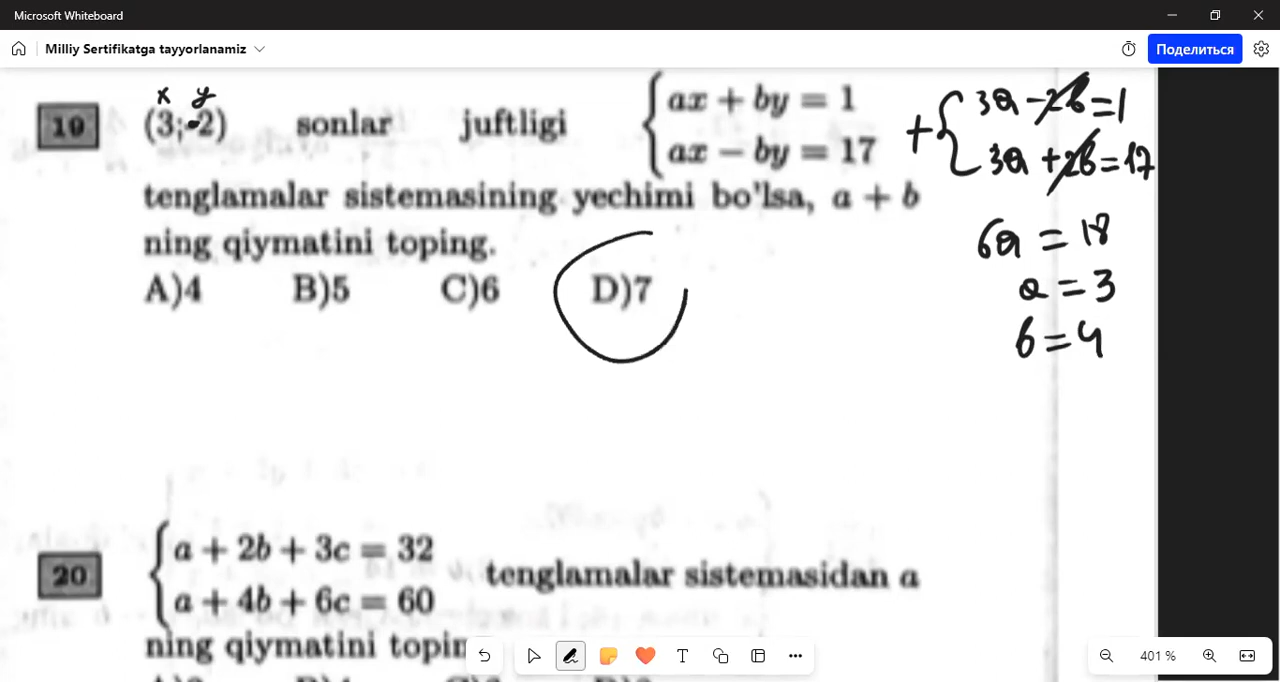 Microsoft Whiteboard
Milliy Sertifikatga tayyorlanamiz
Поделиться
x y
19 (3;-2) sonlar juftligi { ax + by = 1
ax − by = 17
tenglamalar sistemasining yechimi bo'lsa, a + b
ning qiymatini toping.
A)4 B)5 C)6 D)7
+{ 3a - 2b = 1
3a + 2b = 17
6a = 18
a = 3
b = 4
20 { a + 2b + 3c = 32
a + 4b + 6c = 60
tenglamalar sistemasidan a
ning qiymatini topin
401 %